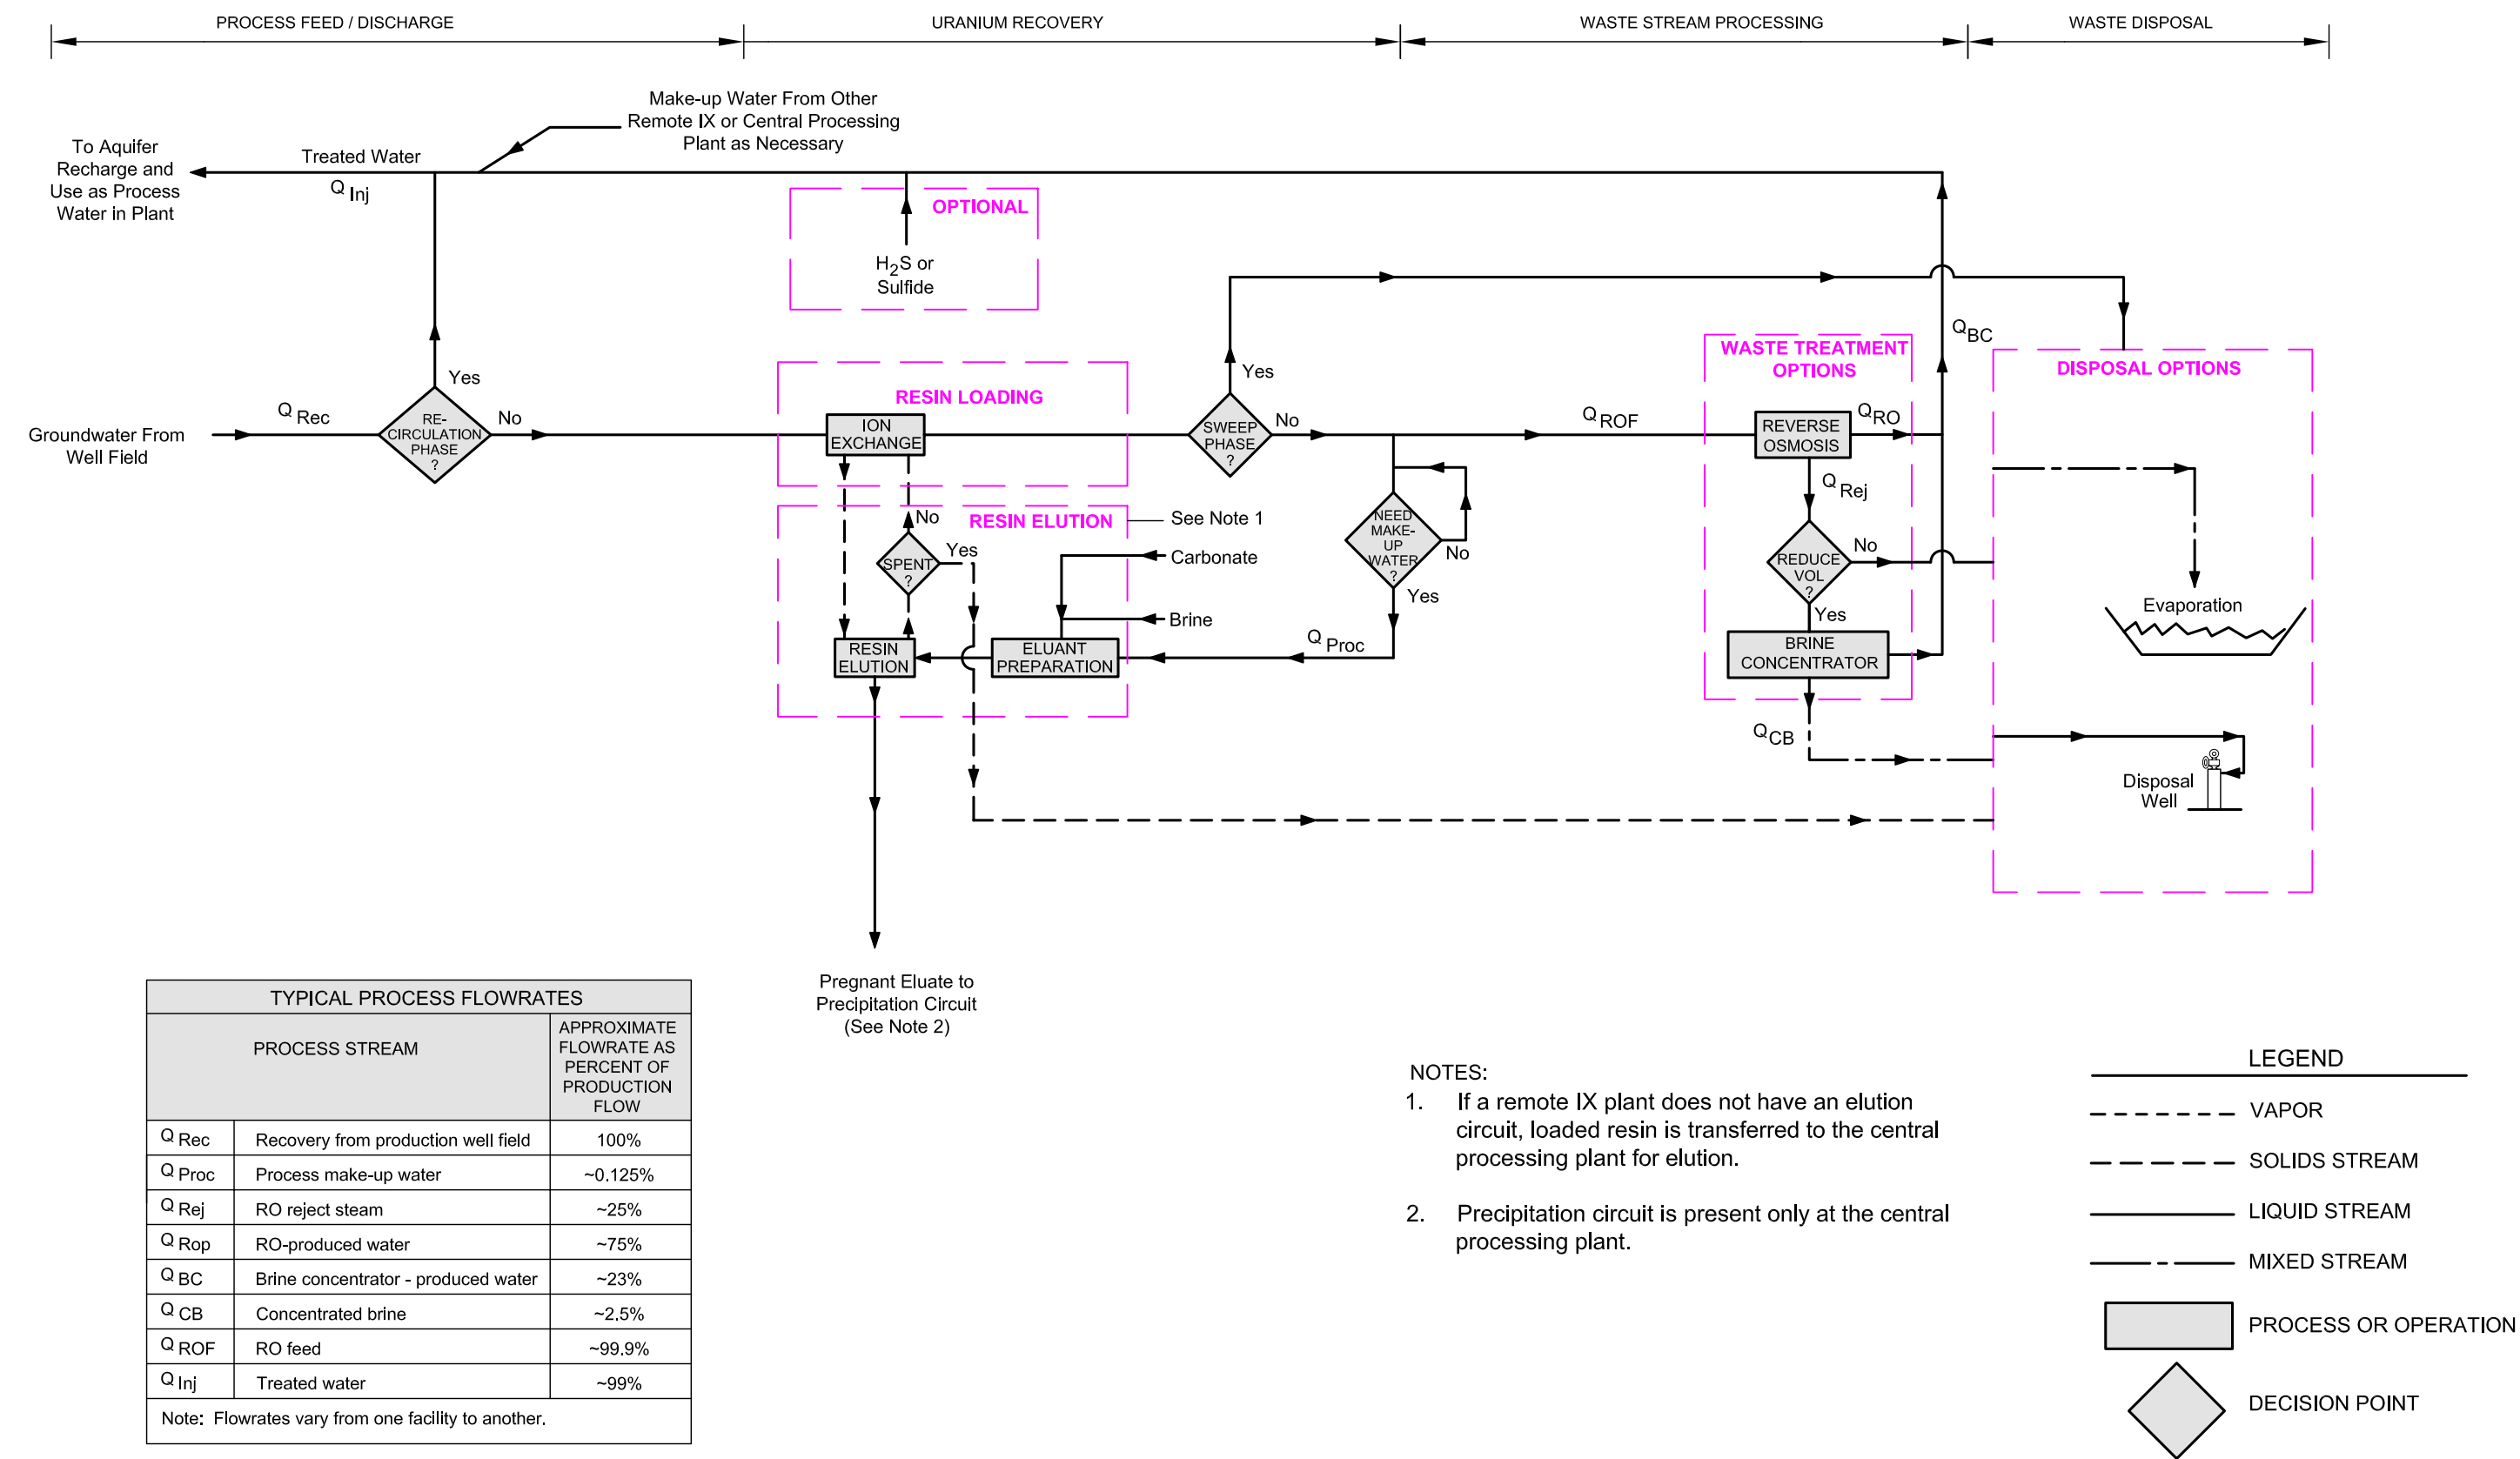 PROCESS FEED / DISCHARGE
URANIUM RECOVERY
WASTE STREAM PROCESSING
WASTE DISPOSAL
Make-up Water From Other
Remote IX or Central Processing
Plant as Necessary
To Aquifer
Recharge and
Use as Process
Water in Plant
Treated Water
Q Inj
OPTIONAL
H2S or
Sulfide
QBC
WASTE TREATMENT
OPTIONS
DISPOSAL OPTIONS
Groundwater From
Well Field
Q Rec
Yes
RE-
CIRCULATION
PHASE
?
No
RESIN LOADING
ION
EXCHANGE
Yes
SWEEP
PHASE
?
No
QROF
REVERSE
OSMOSIS
QRO
Q Rej
RESIN ELUTION
See Note 1
No
Yes
SPENT
?
Carbonate
Brine
NEED
MAKE-
UP
WATER
?
No
Yes
REDUCE
VOL
?
No
Yes
Evaporation
RESIN
ELUTION
ELUANT
PREPARATION
Q Proc
BRINE
CONCENTRATOR
QCB
Disposal
Well
Pregnant Eluate to
Precipitation Circuit
(See Note 2)
TYPICAL PROCESS FLOWRATES
PROCESS STREAM
APPROXIMATE
FLOWRATE AS
PERCENT OF
PRODUCTION
FLOW
Q Rec Recovery from production well field 100%
Q Proc Process make-up water ~0.125%
Q Rej RO reject steam ~25%
Q Rop RO-produced water ~75%
Q BC Brine concentrator - produced water ~23%
Q CB Concentrated brine ~2.5%
Q ROF RO feed ~99.9%
Q Inj Treated water ~99%
Note: Flowrates vary from one facility to another.
NOTES:
1. If a remote IX plant does not have an elution
circuit, loaded resin is transferred to the central
processing plant for elution.
2. Precipitation circuit is present only at the central
processing plant.
LEGEND
VAPOR
SOLIDS STREAM
LIQUID STREAM
MIXED STREAM
PROCESS OR OPERATION
DECISION POINT